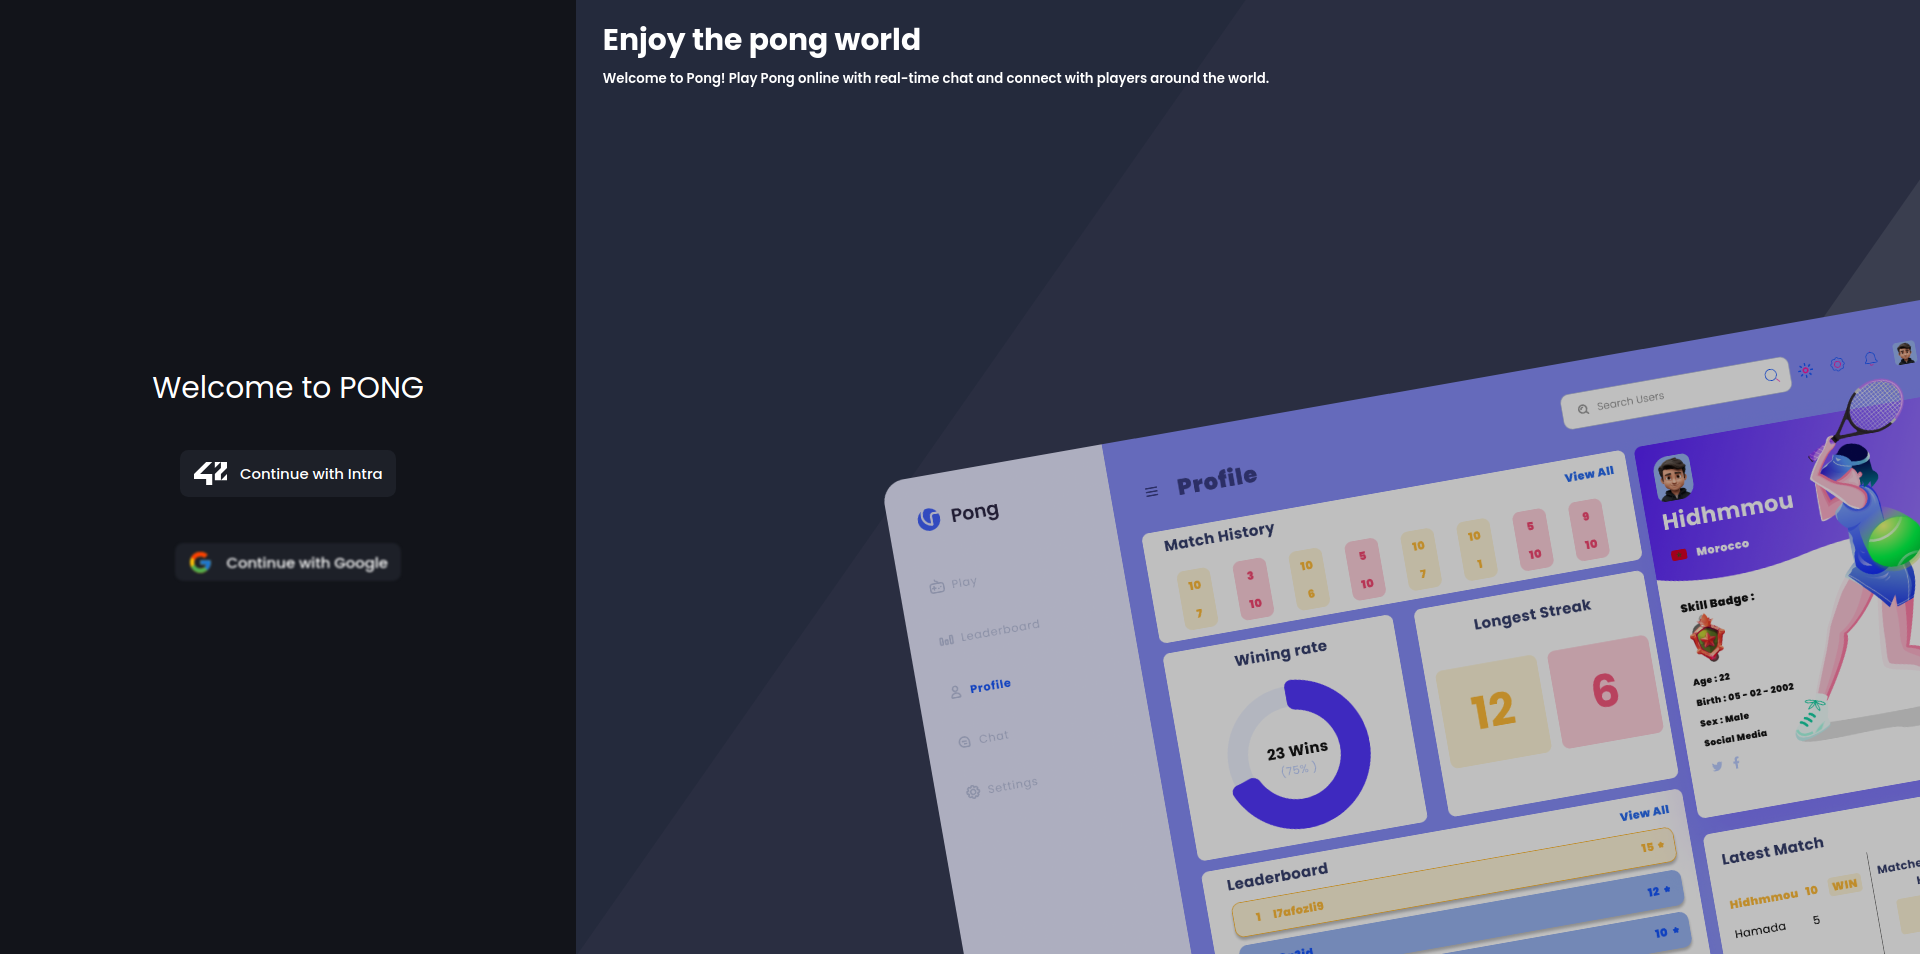 Enjoy the pong world
Welcome to Pong! Play Pong online with real-time chat and connect with players around the world.
Welcome to PONG
42 Continue with Intra
Continue with Google
Pong
Play
Leaderboard
Profile
Chat
Settings
Profile
Search Users
Match History
View All
10 3 10 5 10 10 5 9
7 10 6 10 7 1 10 10
Wining rate
23 Wins
(75% )
Longest Streak
12 6
Leaderboard
View All
1 l7afozli9 15
12
10
Hidhmmou
Morocco
Skill Badge :
Age : 22
Birth : 05 - 02 - 2002
Sex : Male
Social Media
Latest Match
Hidhmmou 10 WIN
Hamada 5